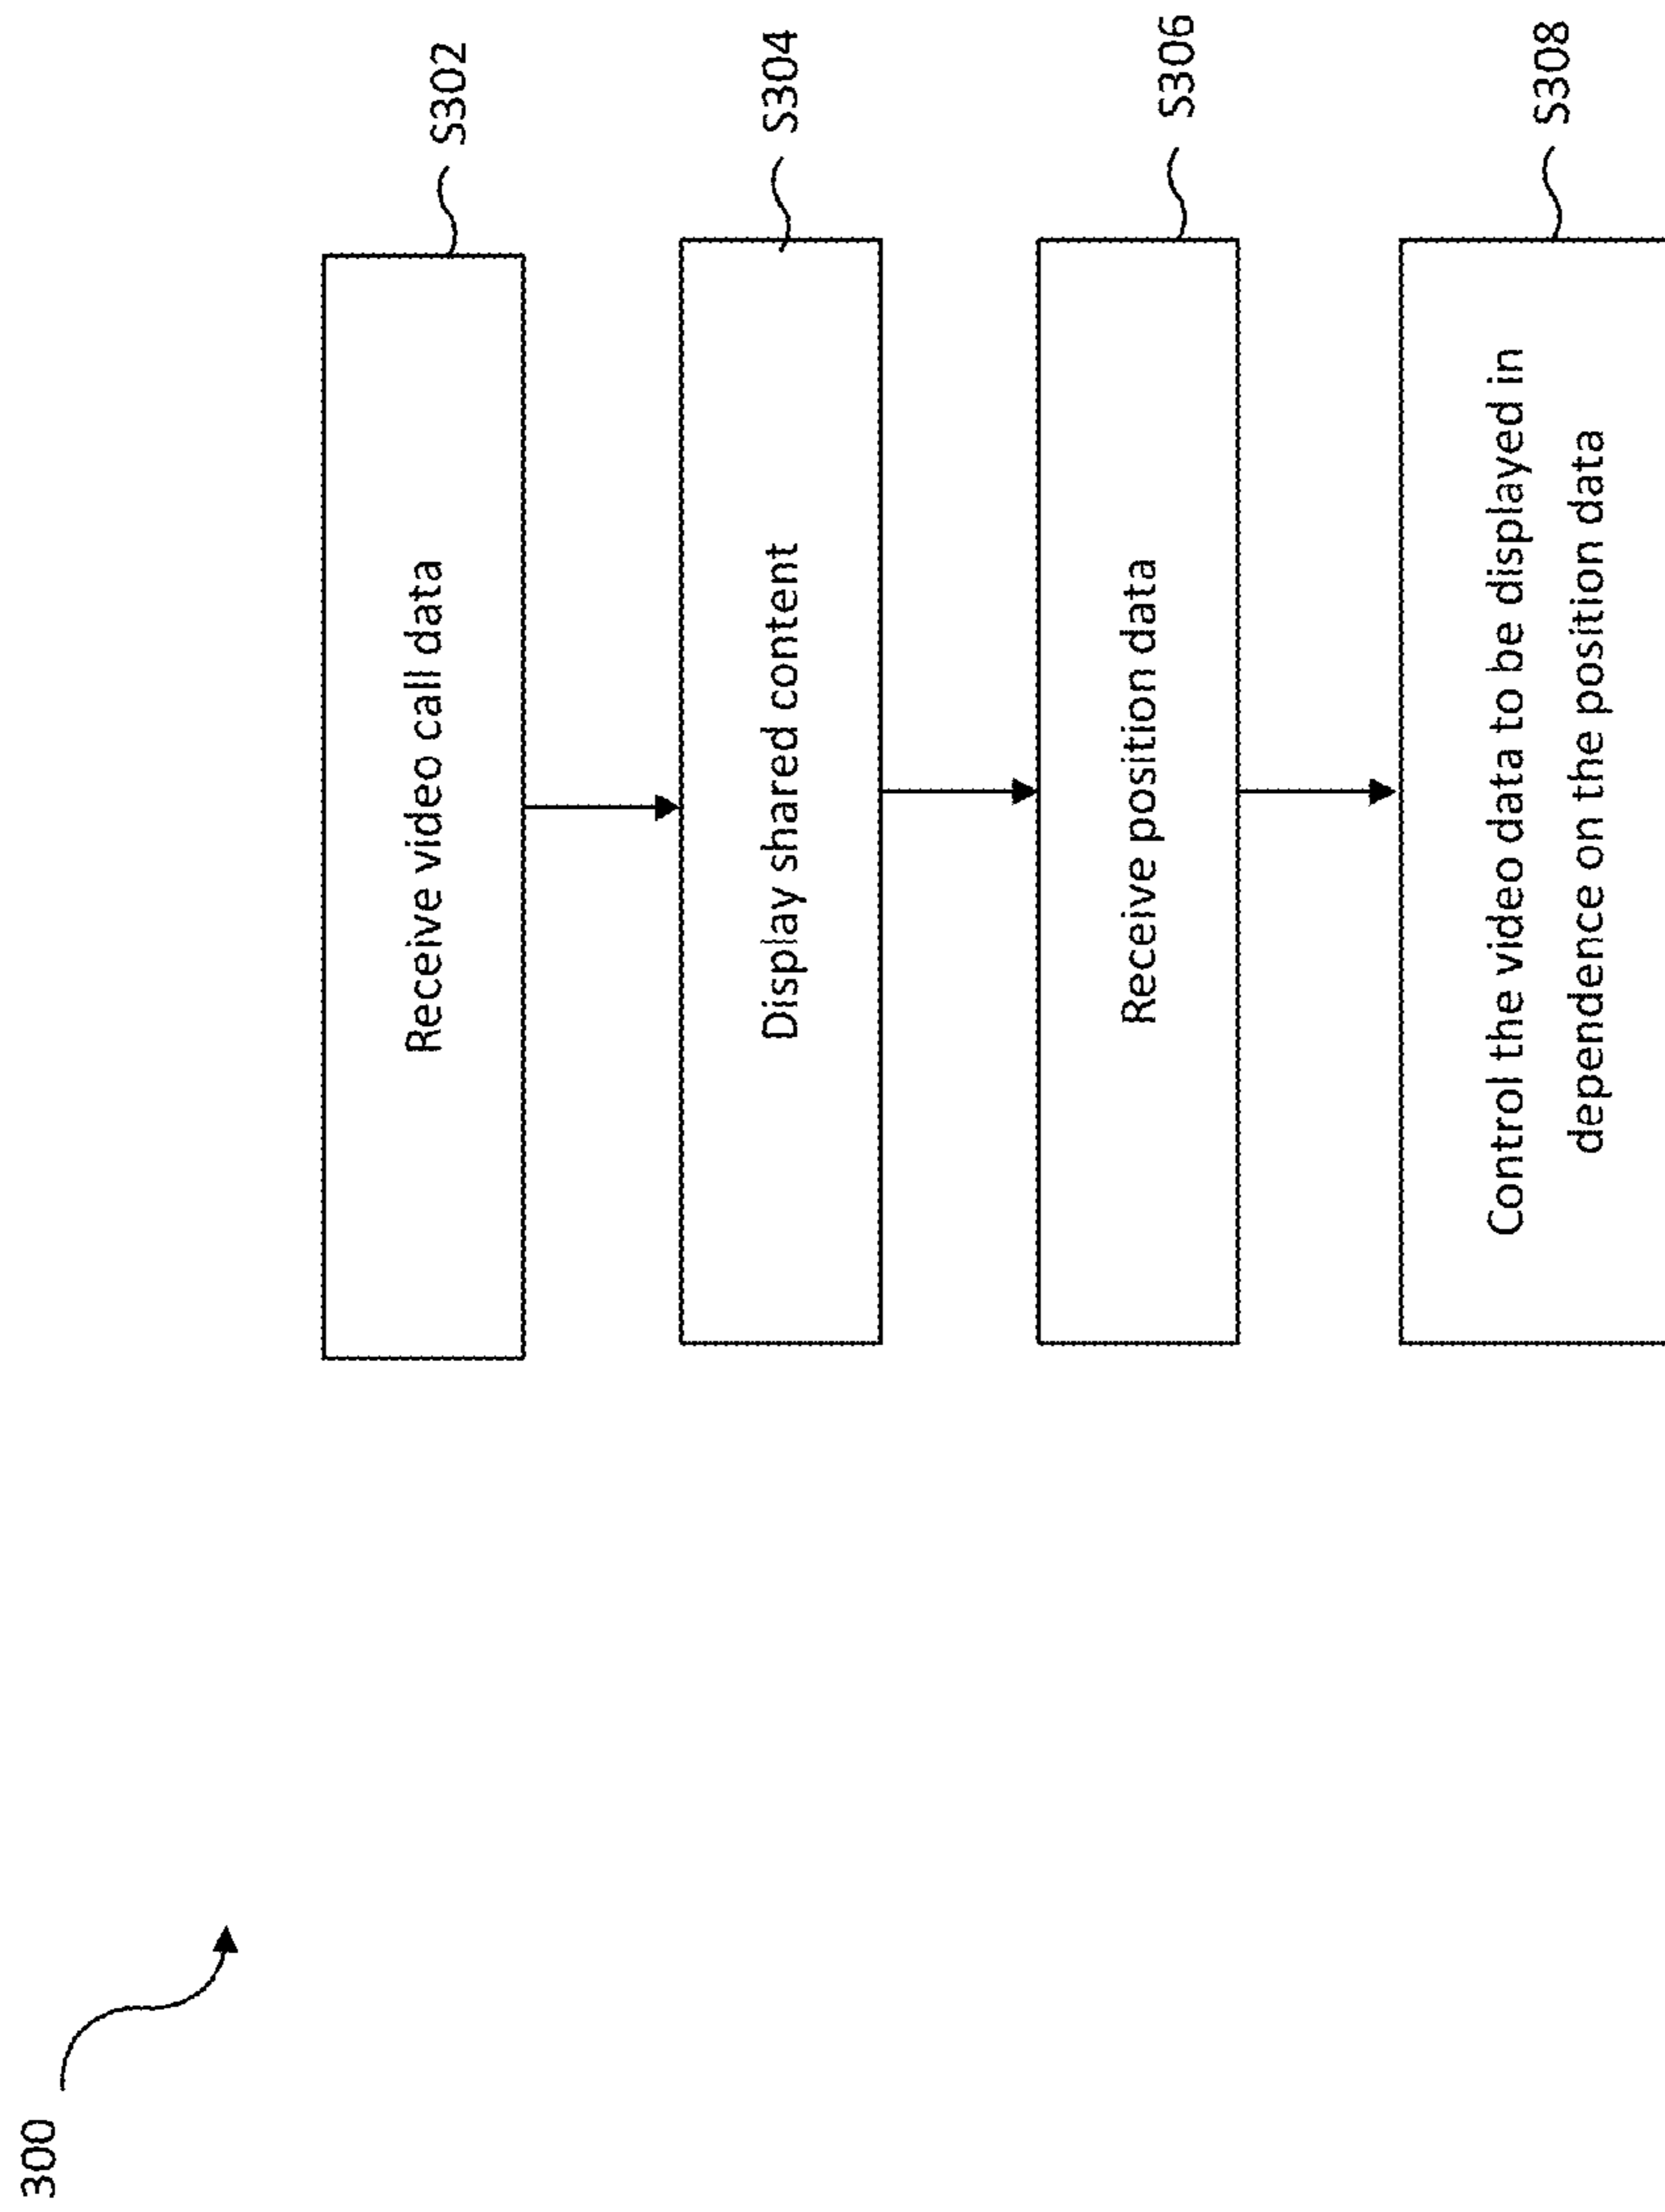 300
Receive video call data
S302
Display shared content
S304
Receive position data
S306
Control the video data to be displayed in
dependence on the position data
S308